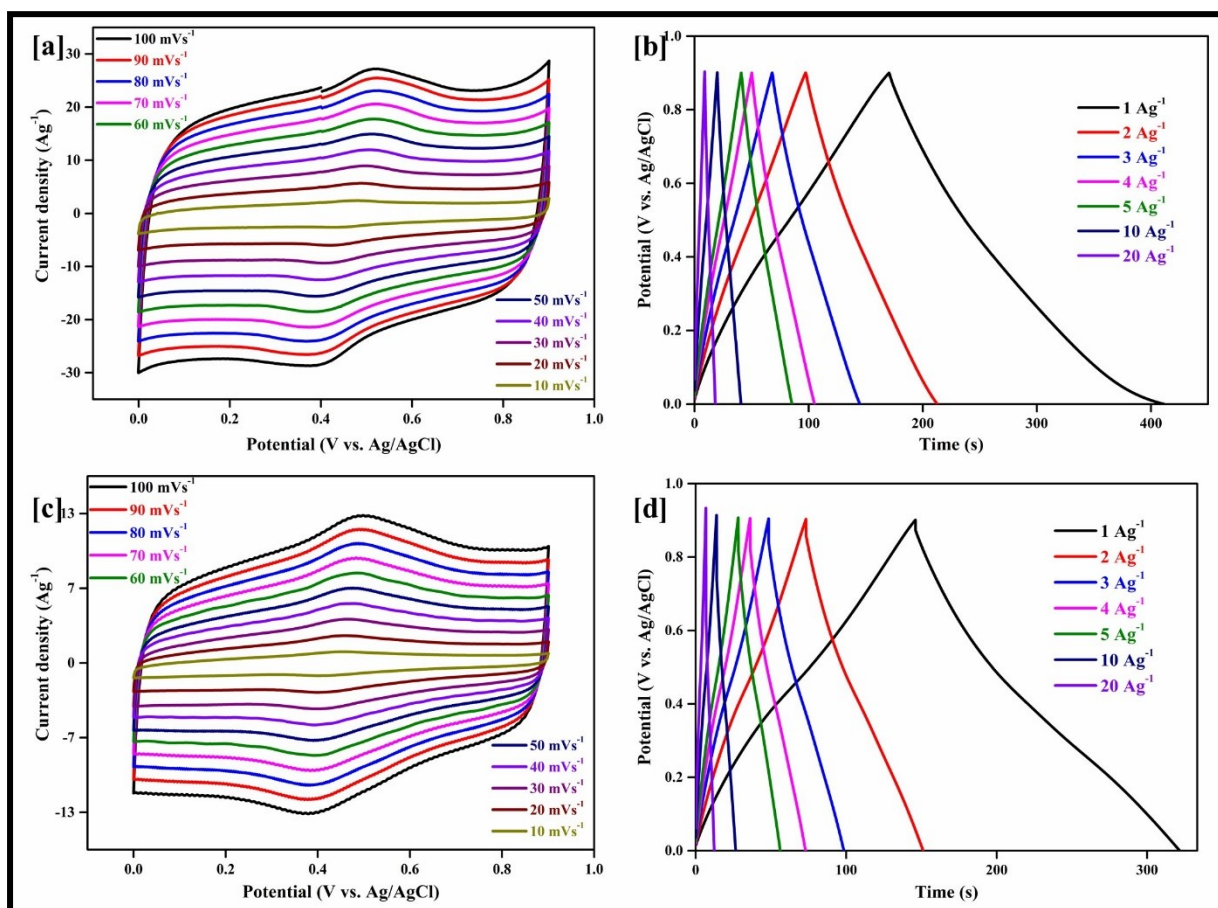 [a]
100 mVs⁻¹
90 mVs⁻¹
80 mVs⁻¹
70 mVs⁻¹
60 mVs⁻¹
50 mVs⁻¹
40 mVs⁻¹
30 mVs⁻¹
20 mVs⁻¹
10 mVs⁻¹
30
20
10
0
-10
-20
-30
Current density (Ag⁻¹)
0.0 0.2 0.4 0.6 0.8 1.0
Potential (V vs. Ag/AgCl)
[b]
1 Ag⁻¹
2 Ag⁻¹
3 Ag⁻¹
4 Ag⁻¹
5 Ag⁻¹
10 Ag⁻¹
20 Ag⁻¹
1.0
0.8
0.6
0.4
0.2
0.0
Potential (V vs. Ag/AgCl)
0 100 200 300 400
Time (s)
[c]
100 mVs⁻¹
90 mVs⁻¹
80 mVs⁻¹
70 mVs⁻¹
60 mVs⁻¹
50 mVs⁻¹
40 mVs⁻¹
30 mVs⁻¹
20 mVs⁻¹
10 mVs⁻¹
13
7
0
-7
-13
Current density (Ag⁻¹)
0.0 0.2 0.4 0.6 0.8 1.0
Potential (V vs. Ag/AgCl)
[d]
1 Ag⁻¹
2 Ag⁻¹
3 Ag⁻¹
4 Ag⁻¹
5 Ag⁻¹
10 Ag⁻¹
20 Ag⁻¹
1.0
0.8
0.6
0.4
0.2
0.0
Potential (V vs. Ag/AgCl)
0 100 200 300
Time (s)